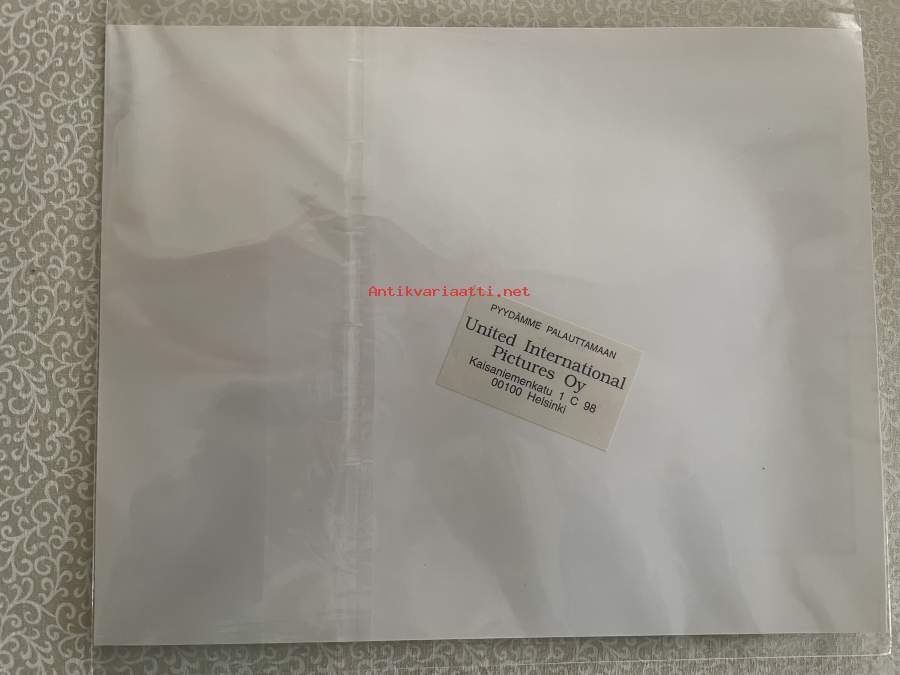 Antikvariaatti.net
PYYDÄMME PALAUTTAMAAN
United International
Pictures Oy
Kaisaniemenkatu 1 C 98
00100 Helsinki